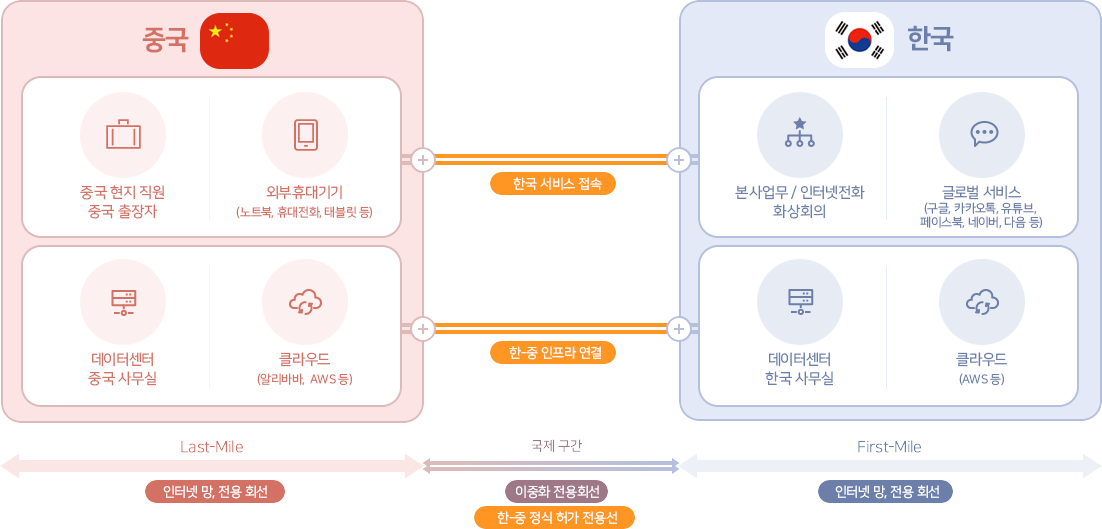 중국
한국
중국 현지 직원
중국 출장자
외부휴대기기
(노트북, 휴대전화, 태블릿 등)
한국 서비스 접속
본사업무 / 인터넷전화
화상회의
글로벌 서비스
(구글, 카카오톡, 유튜브,
페이스북, 네이버, 다음 등)
데이터센터
중국 사무실
클라우드
(알리바바, AWS 등)
한-중 인프라 연결
데이터센터
한국 사무실
클라우드
(AWS 등)
Last-Mile
국제 구간
First-Mile
인터넷 망, 전용 회선
이중화 전용회선
인터넷 망, 전용 회선
한-중 정식 허가 전용선